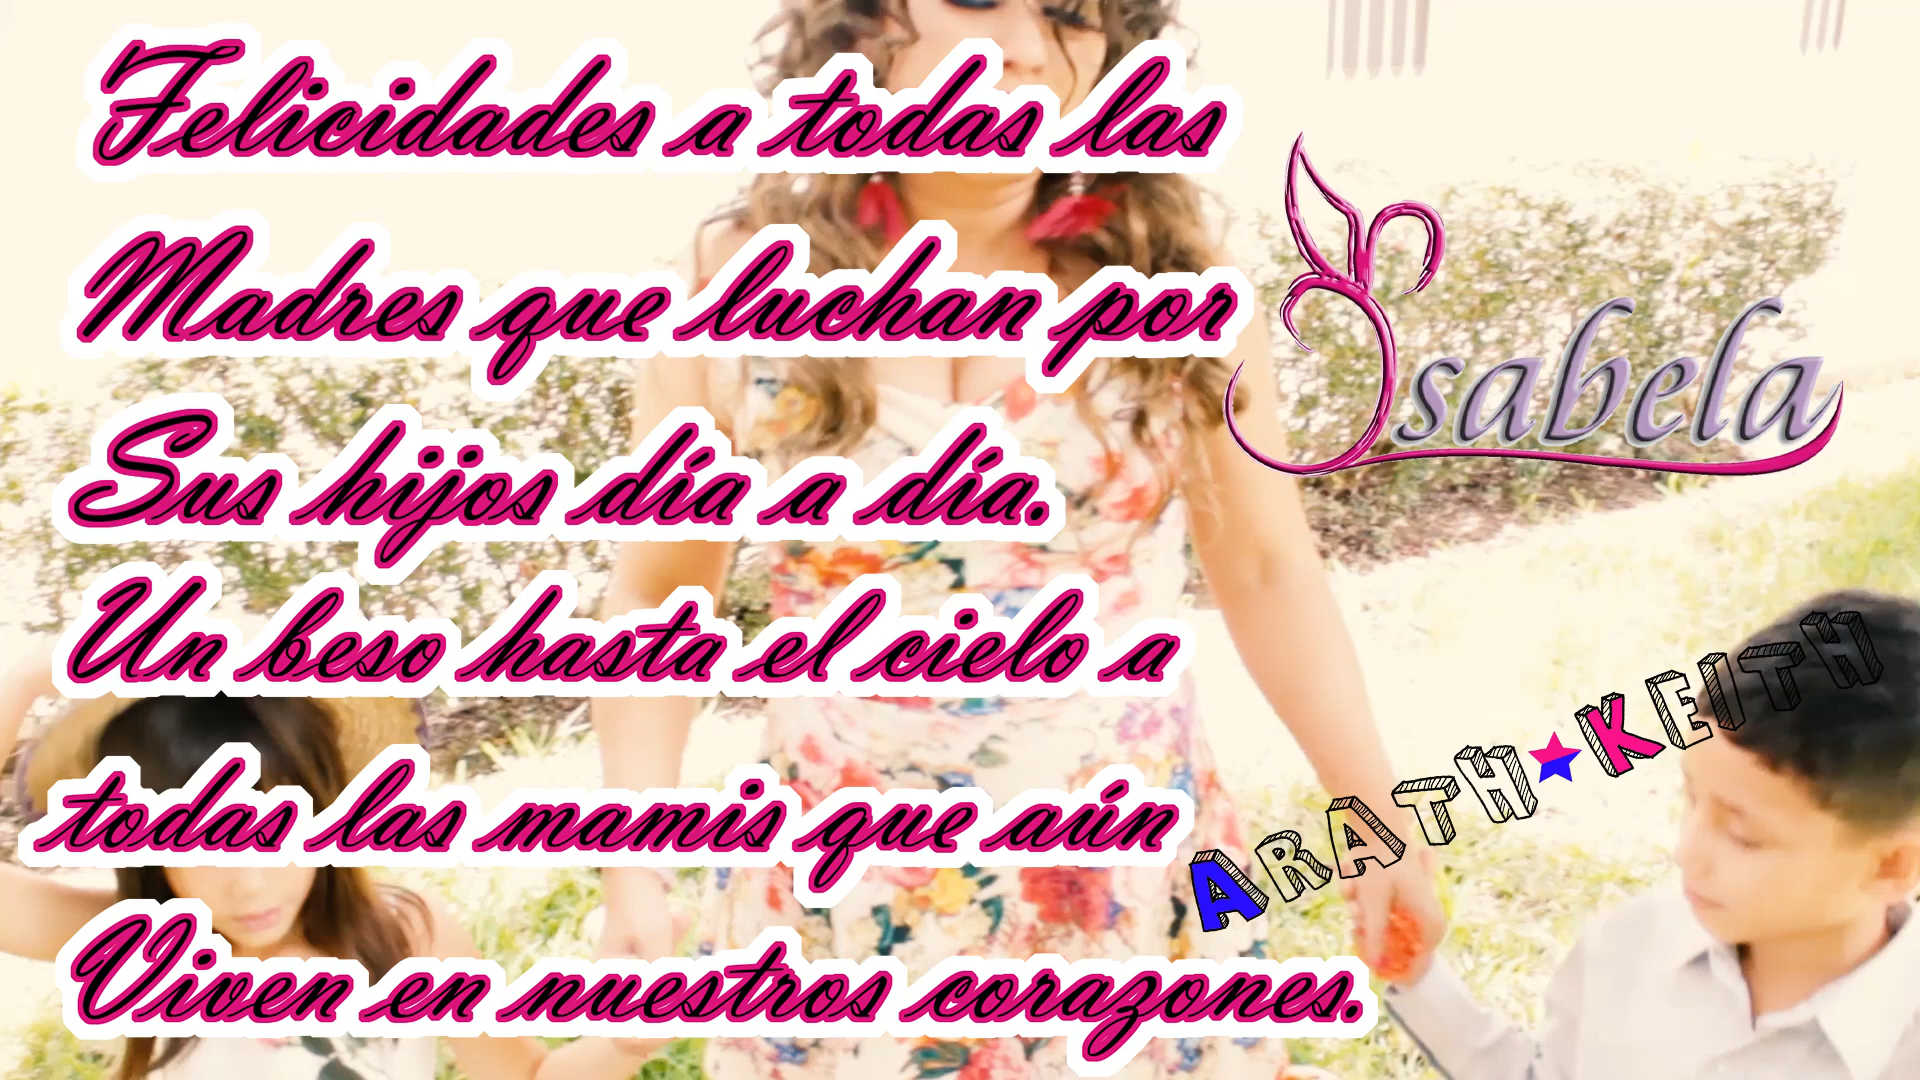 Felicidades a todas las
Madres que luchan por
Sus hijos día a día.
Un beso hasta el cielo a
todas las mamis que aún
Viven en nuestros corazones.
Ysabela
ARATH★KEITH